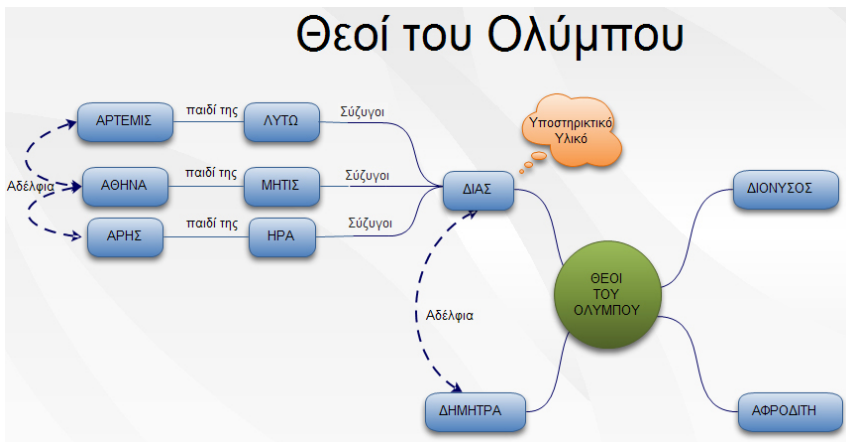 Θεοί του Ολύμπου
Υποστηρικτικό
Υλικό
ΑΡΤΕΜΙΣ
παιδί της
ΛΥΤΩ
Σύζυγοι
Αδέλφια
ΑΘΗΝΑ
παιδί της
ΜΗΤΙΣ
Σύζυγοι
ΔΙΑΣ
ΔΙΟΝΥΣΟΣ
ΑΡΗΣ
παιδί της
ΗΡΑ
Σύζυγοι
ΘΕΟΙ
ΤΟΥ
ΟΛΥΜΠΟΥ
Αδέλφια
ΔΗΜΗΤΡΑ
ΑΦΡΟΔΙΤΗ